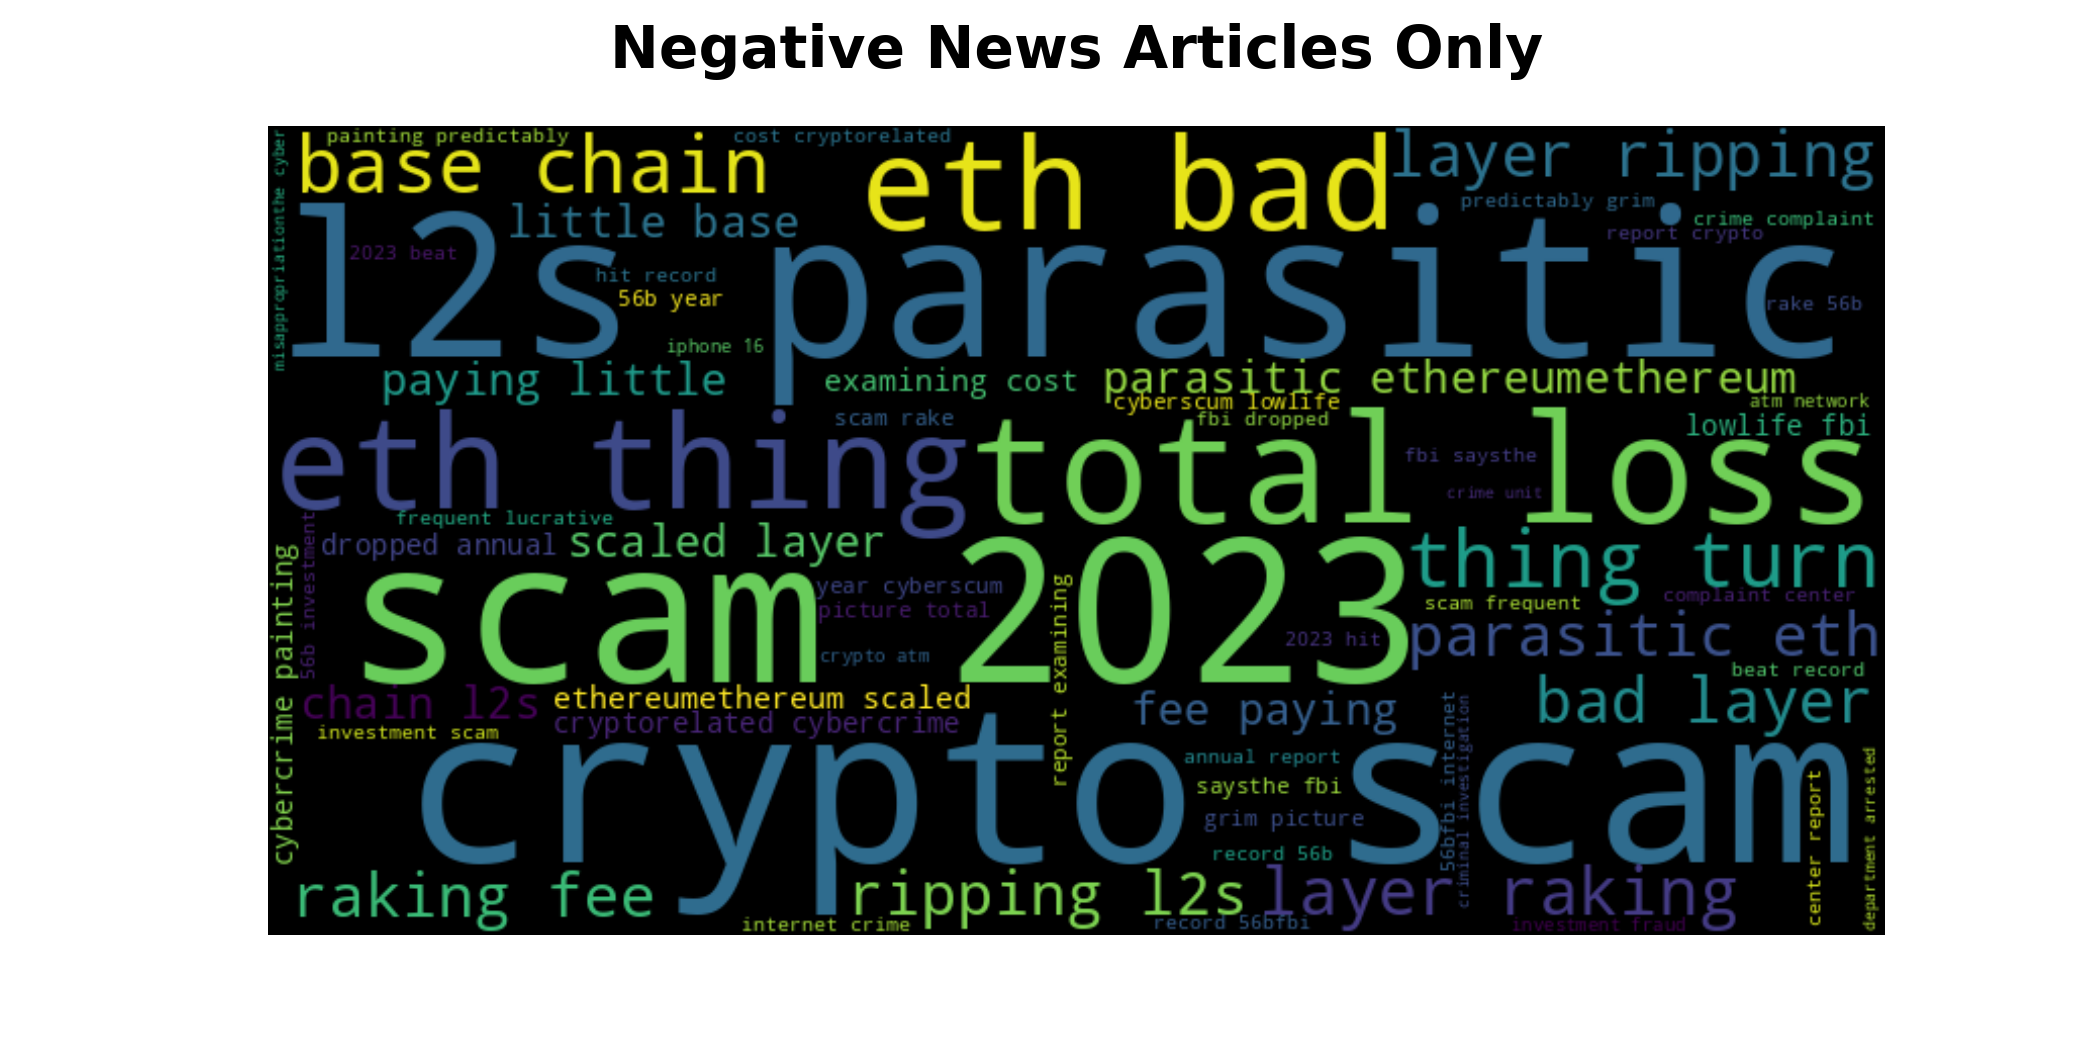 Negative News Articles Only
painting predictably
cost cryptorelated
misappropriationthe cyber
base chain
eth bad
layer ripping
little base
predictably grim
crime complaint
report crypto
2023 beat
l2s parasitic
hit record
56b year
rake 56b
iphone 16
paying little
examining cost
parasitic ethereumethereum
cyberscum lowlife
atm network
scam rake
fbi dropped
lowlife fbi
eth thing
total loss
fbi saysthe
crime unit
frequent lucrative
56b investment
dropped annual
scaled layer
thing turn
cybercrime painting
scam 2023
year cyberscum
picture total
report examining
scam frequent
complaint center
2023 hit
parasitic eth
crypto atm
beat record
chain l2s
ethereumethereum scaled
cryptorelated cybercrime
fee paying
bad layer
investment scam
crypto scam
annual report
saysthe fbi
grim picture
record 56b
56bfbi internet
criminal investigation
center report
department arrested
raking fee
ripping l2s
layer raking
internet crime
record 56bfbi
investment fraud